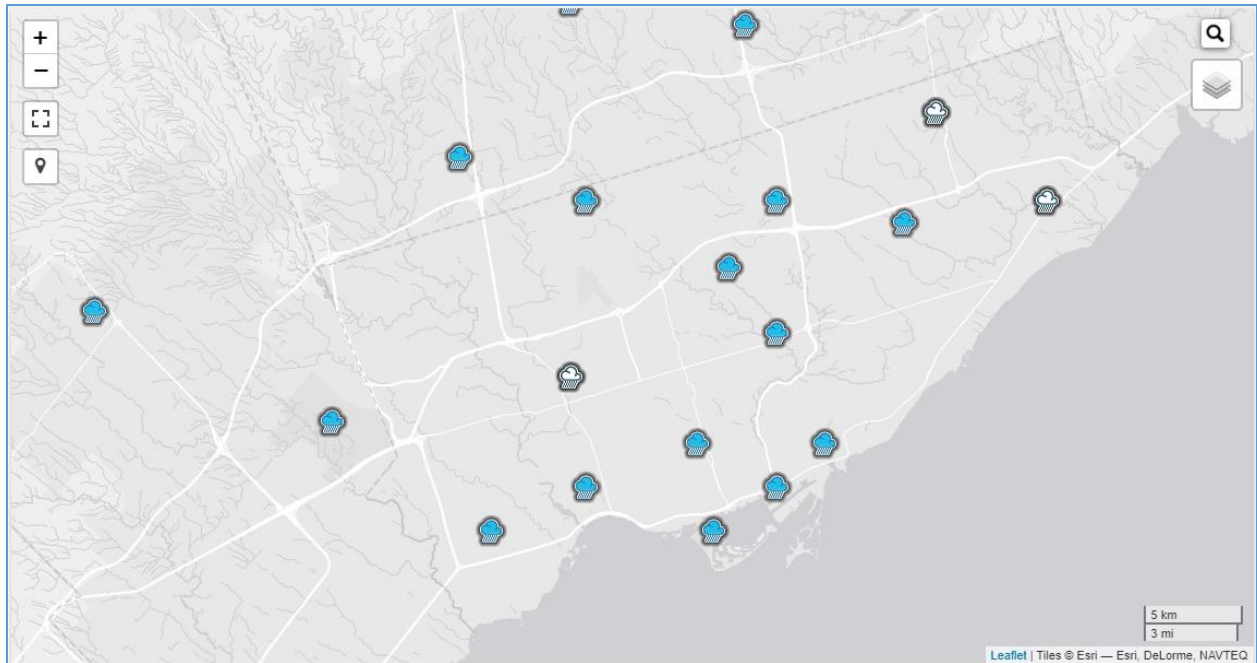 +
−
5 km
3 mi
Leaflet | Tiles © Esri — Esri, DeLorme, NAVTEQ